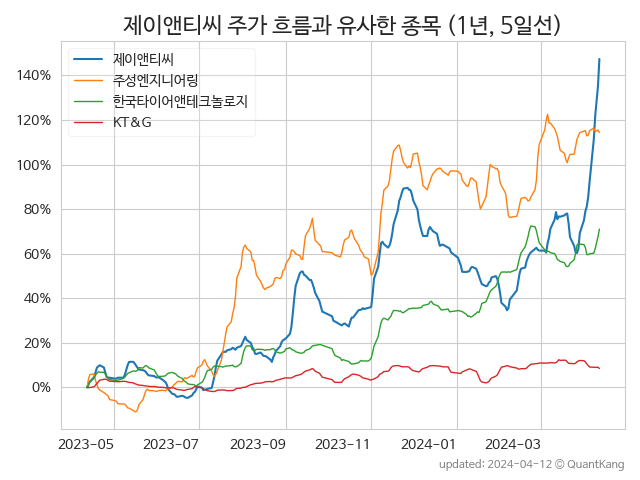 제이앤티씨 주가 흐름과 유사한 종목 (1년, 5일선)
제이앤티씨
주성엔지니어링
한국타이어앤테크놀로지
KT&G
140%
120%
100%
80%
60%
40%
20%
0%
2023-05 2023-07 2023-09 2023-11 2024-01 2024-03
updated: 2024-04-12 © QuantKang